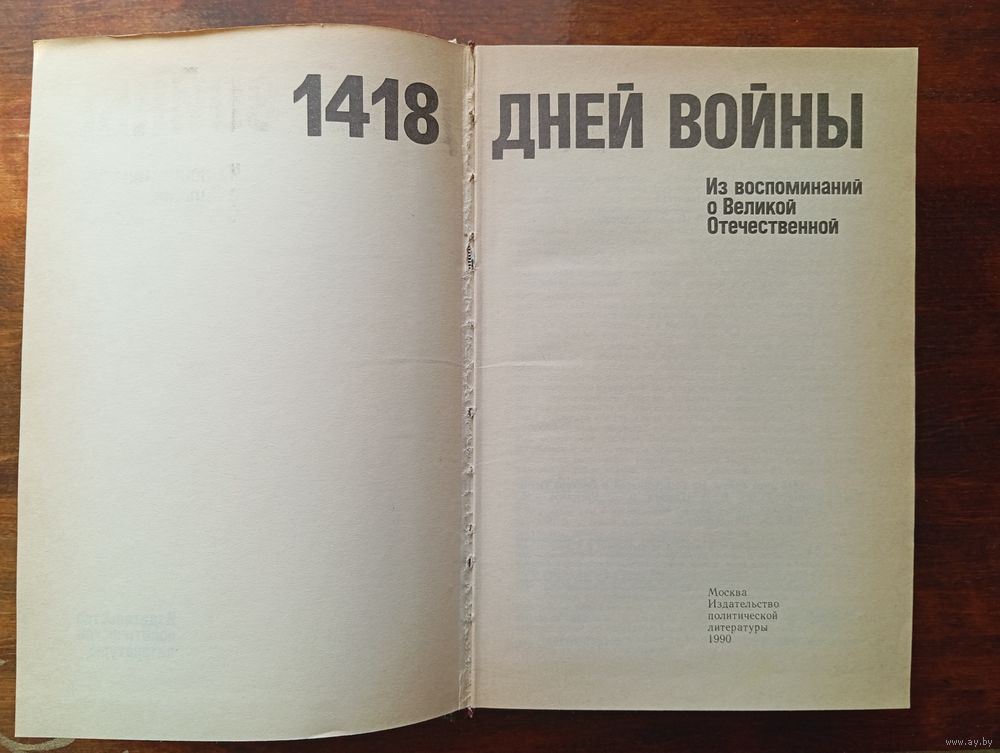 1418 ДНЕЙ ВОЙНЫ
Из воспоминаний
о Великой
Отечественной
Москва
Издательство
политической
литературы
1990
www.ay.by